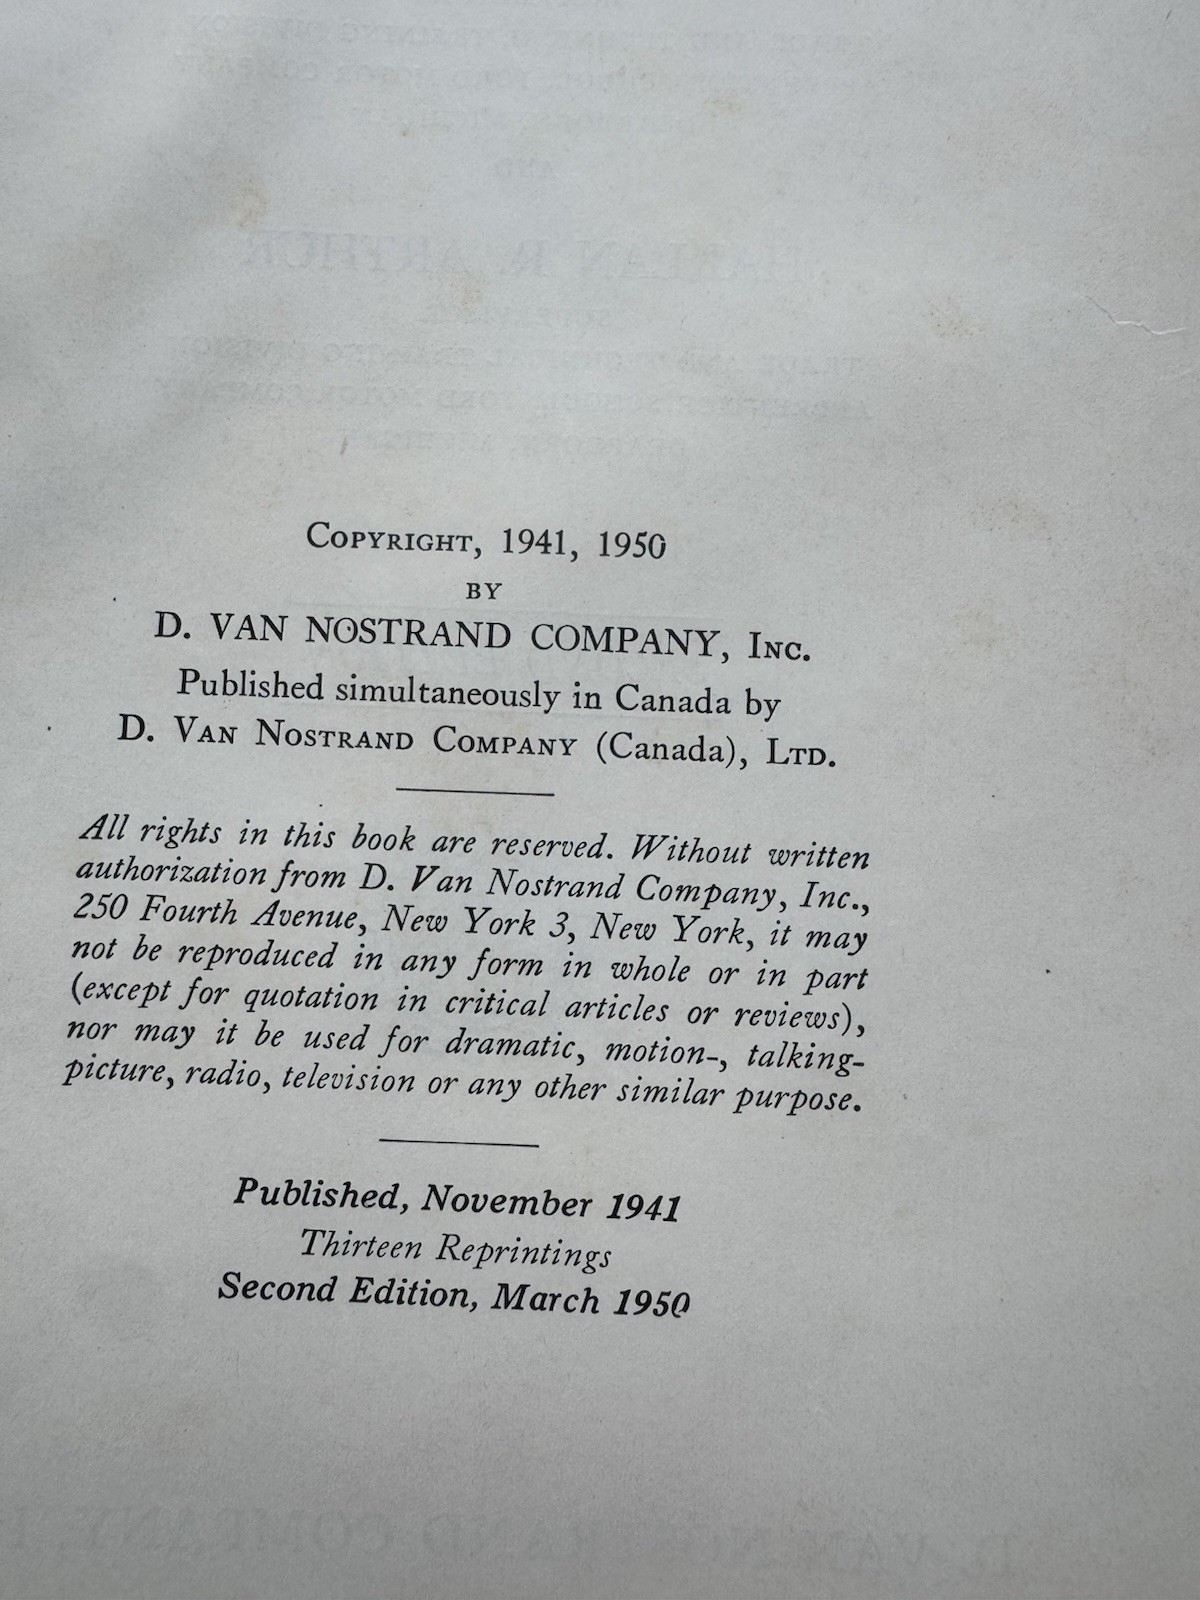 COPYRIGHT, 1941, 1950
BY
D. VAN NOSTRAND COMPANY, INC.
Published simultaneously in Canada by
D. VAN NOSTRAND COMPANY (Canada), LTD.
All rights in this book are reserved. Without written
authorization from D. Van Nostrand Company, Inc.,
250 Fourth Avenue, New York 3, New York, it may
not be reproduced in any form in whole or in part
(except for quotation in critical articles or reviews),
nor may it be used for dramatic, motion-, talking-
picture, radio, television or any other similar purpose.
Published, November 1941
Thirteen Reprintings
Second Edition, March 1950